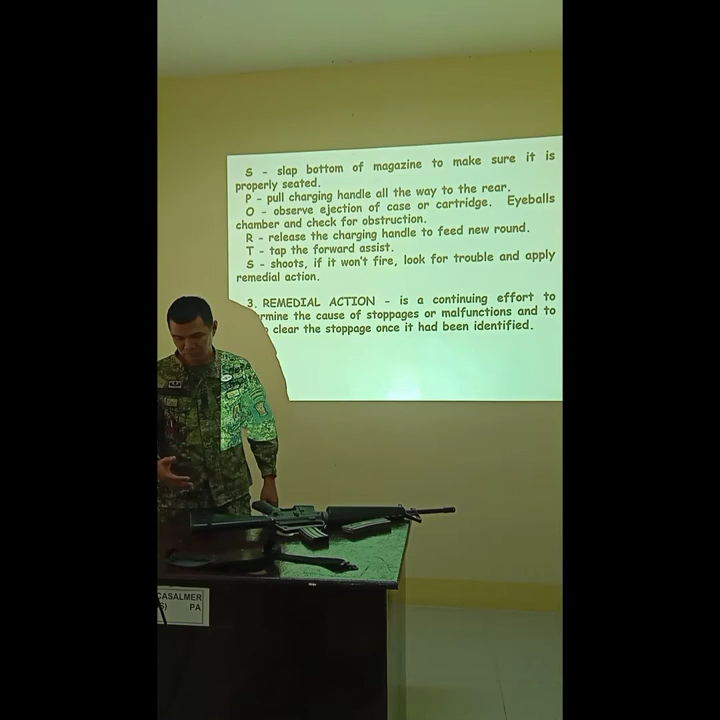 S - slap bottom of magazine to make sure it is
properly seated.
P - pull charging handle all the way to the rear.
O - observe ejection of case or cartridge. Eyeballs
chamber and check for obstruction.
R - release the charging handle to feed new round.
T - tap the forward assist.
S - shoots, if it won't fire, look for trouble and apply
remedial action.
3. REMEDIAL ACTION - is a continuing effort to
rmine the cause of stoppages or malfunctions and to
clear the stoppage once it had been identified.
CASALMER
S) PA